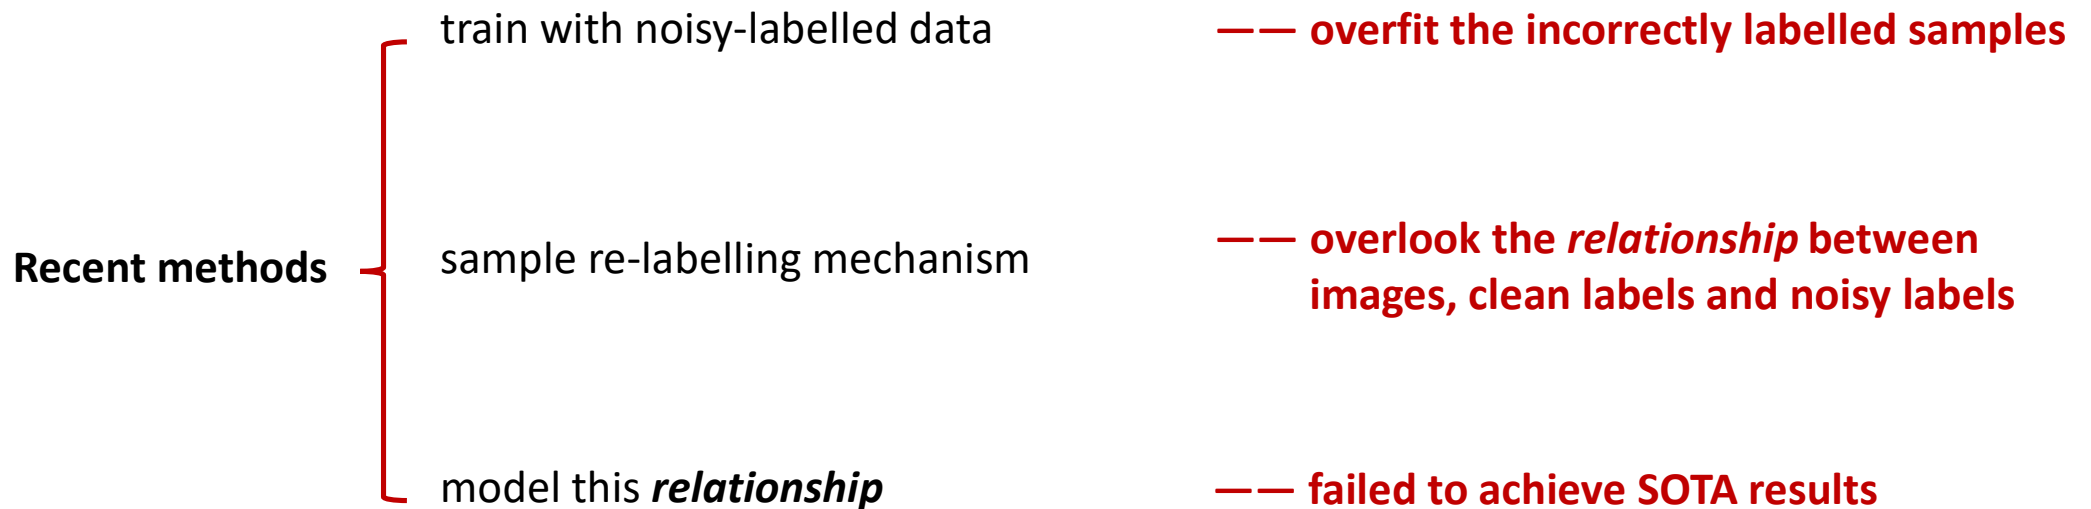 train with noisy-labelled data —— overfit the incorrectly labelled samples
Recent methods
sample re-labelling mechanism —— overlook the relationship between
images, clean labels and noisy labels
model this relationship —— failed to achieve SOTA results